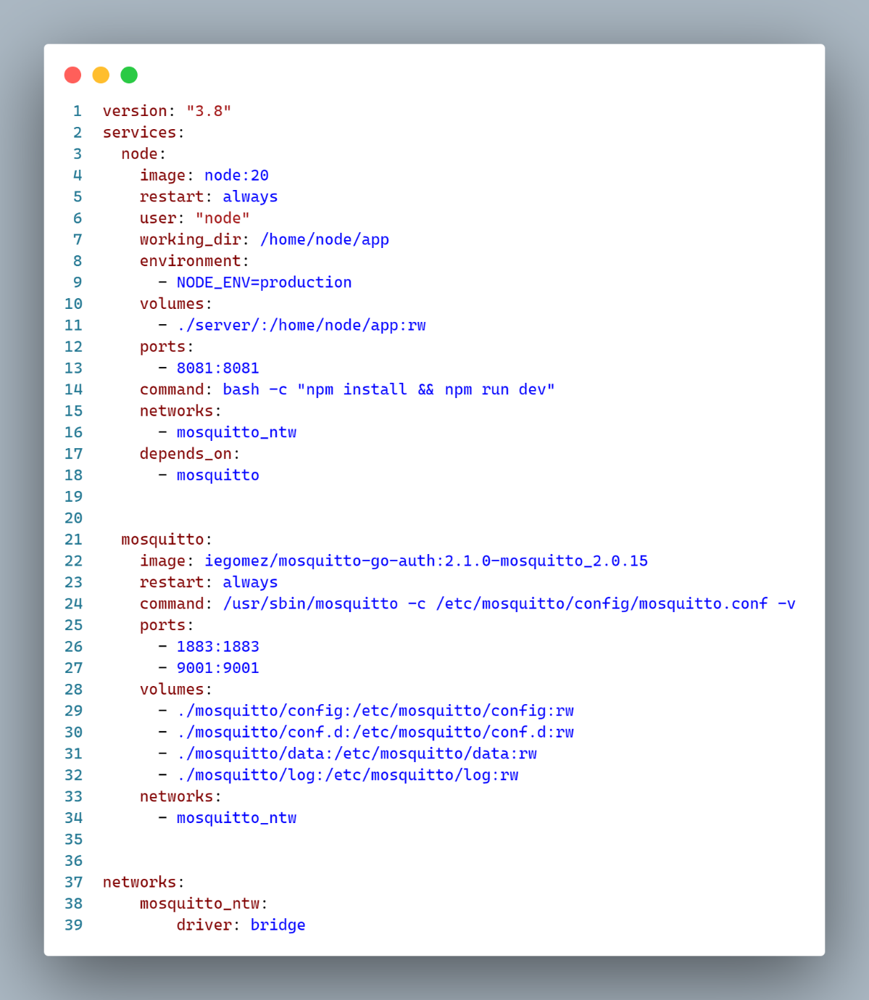 1 version: "3.8"
2 services:
3   node:
4     image: node:20
5     restart: always
6     user: "node"
7     working_dir: /home/node/app
8     environment:
9       - NODE_ENV=production
10     volumes:
11       - ./server/:/home/node/app:rw
12     ports:
13       - 8081:8081
14     command: bash -c "npm install && npm run dev"
15     networks:
16       - mosquitto_ntw
17     depends_on:
18       - mosquitto
19
20
21   mosquitto:
22     image: iegomez/mosquitto-go-auth:2.1.0-mosquitto_2.0.15
23     restart: always
24     command: /usr/sbin/mosquitto -c /etc/mosquitto/config/mosquitto.conf -v
25     ports:
26       - 1883:1883
27       - 9001:9001
28     volumes:
29       - ./mosquitto/config:/etc/mosquitto/config:rw
30       - ./mosquitto/conf.d:/etc/mosquitto/conf.d:rw
31       - ./mosquitto/data:/etc/mosquitto/data:rw
32       - ./mosquitto/log:/etc/mosquitto/log:rw
33     networks:
34       - mosquitto_ntw
35
36
37 networks:
38     mosquitto_ntw:
39         driver: bridge